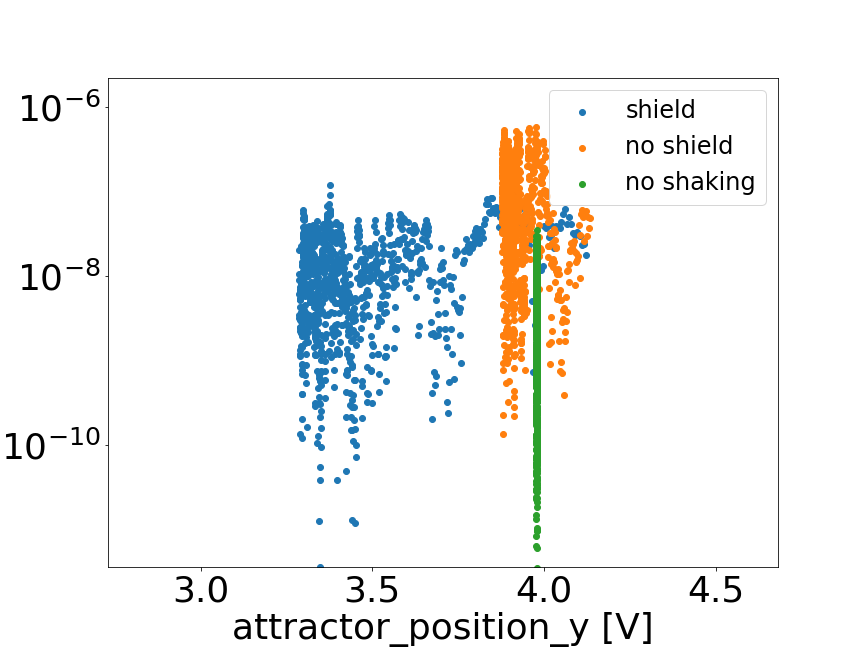 10⁻⁶
10⁻⁸
10⁻¹⁰
shield
no shield
no shaking
3.0 3.5 4.0 4.5
attractor_position_y [V]